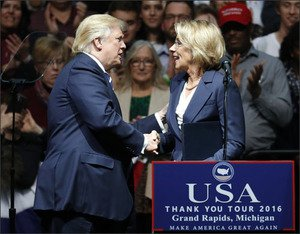 USA
THANK YOU TOUR 2016
Grand Rapids, Michigan
MAKE AMERICA GREAT AGAIN!